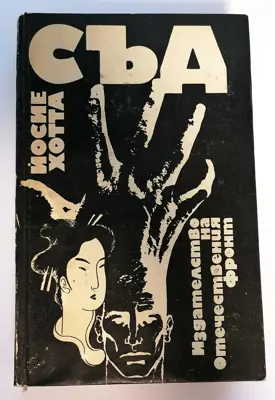 СЪД
ЙОСИЕ
ХОТТА
Издателство
на
Отечествения
фронт